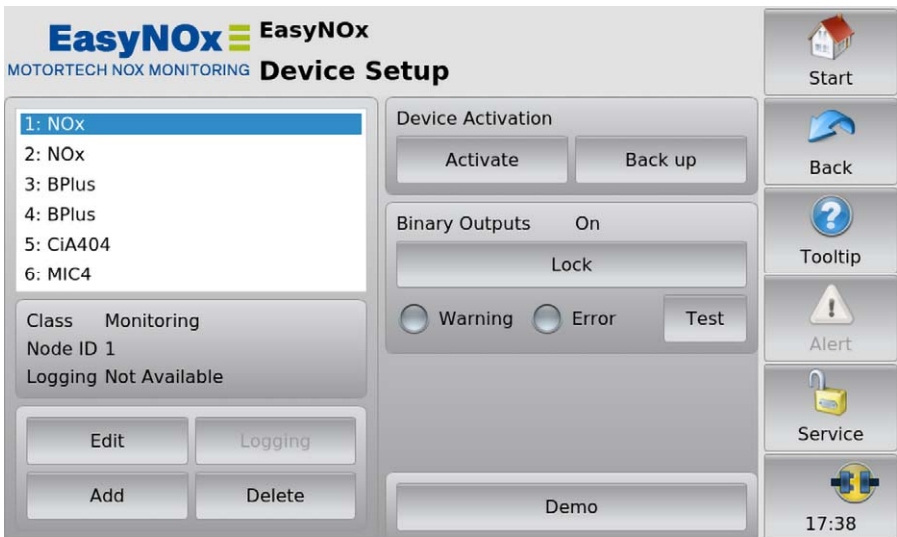 EasyNOx EasyNOx
MOTORTECH NOX MONITORING Device Setup
1: NOx
2: NOx
3: BPlus
4: BPlus
5: CiA404
6: MIC4
Class Monitoring
Node ID 1
Logging Not Available
Edit Logging
Add Delete
Device Activation
Activate Back up
Binary Outputs On
Lock
Warning Error Test
Demo
Start
Back
Tooltip
Alert
Service
17:38